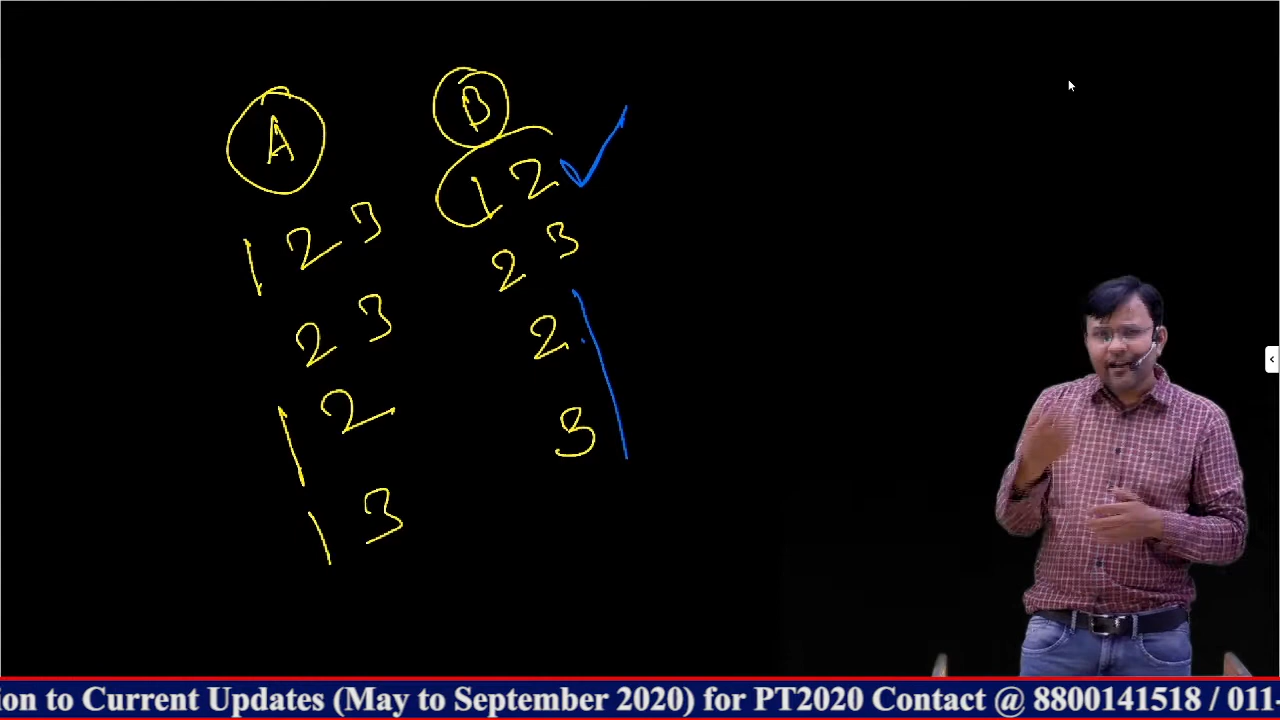 A
1 2 3
2 3
1 2
1 3
B
1 2
2 3
2
3
ion to Current Updates (May to September 2020) for PT2020 Contact @ 8800141518 / 011-